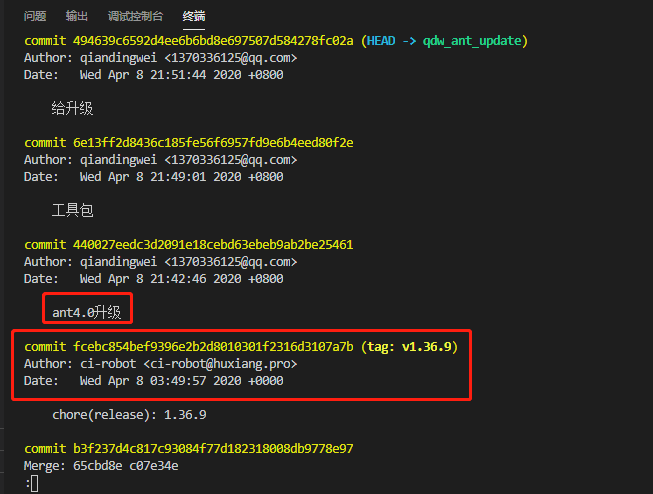 问题 输出 调试控制台 终端
commit 494639c6592d4ee6b6bd8e697507d584278fc02a (HEAD -> qdw_ant_update)
Author: qiandingwei <1370336125@qq.com>
Date:   Wed Apr 8 21:51:44 2020 +0800
给升级
commit 6e13ff2d8436c185fe56f6957fd9e6b4eed80f2e
Author: qiandingwei <1370336125@qq.com>
Date:   Wed Apr 8 21:49:01 2020 +0800
工具包
commit 440027eedc3d2091e18cebd63ebeb9ab2be25461
Author: qiandingwei <1370336125@qq.com>
Date:   Wed Apr 8 21:42:46 2020 +0800
ant4.0升级
commit fcebc854bef9396e2b2d8010301f2316d3107a7b (tag: v1.36.9)
Author: ci-robot <ci-robot@huxiang.pro>
Date:   Wed Apr 8 03:49:57 2020 +0000
chore(release): 1.36.9
commit b3f237d4c817c93084f77d182318008db9778e97
Merge: 65cbd8e c07e34e
: